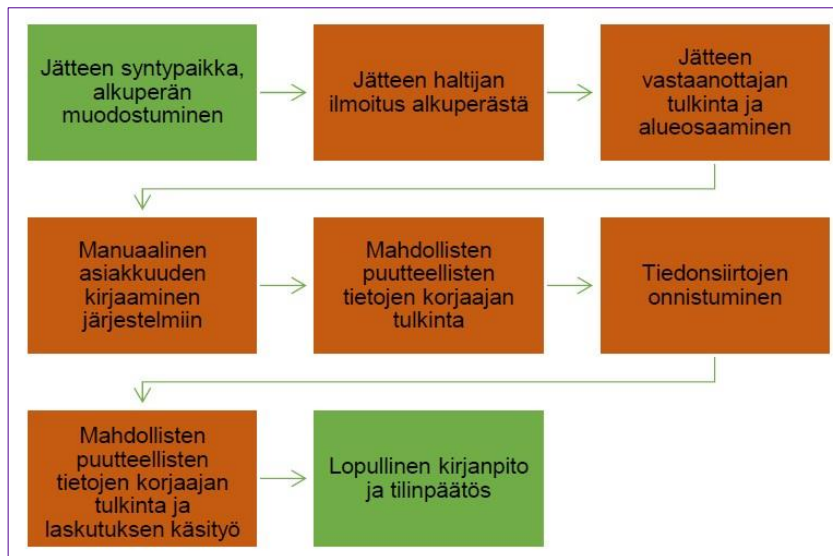 Jätteen syntypaikka,
alkuperän
muodostuminen
Jätteen haltijan
ilmoitus alkuperästä
Jätteen
vastaanottajan
tulkinta ja
alueosaaminen
Manuaalinen
asiakkuuden
kirjaaminen
järjestelmiin
Mahdollisten
puutteellisten
tietojen korjaajan
tulkinta
Tiedonsiirtojen
onnistuminen
Mahdollisten
puutteellisten
tietojen korjaajan
tulkinta ja
laskutuksen käsityö
Lopullinen kirjanpito
ja tilinpäätös